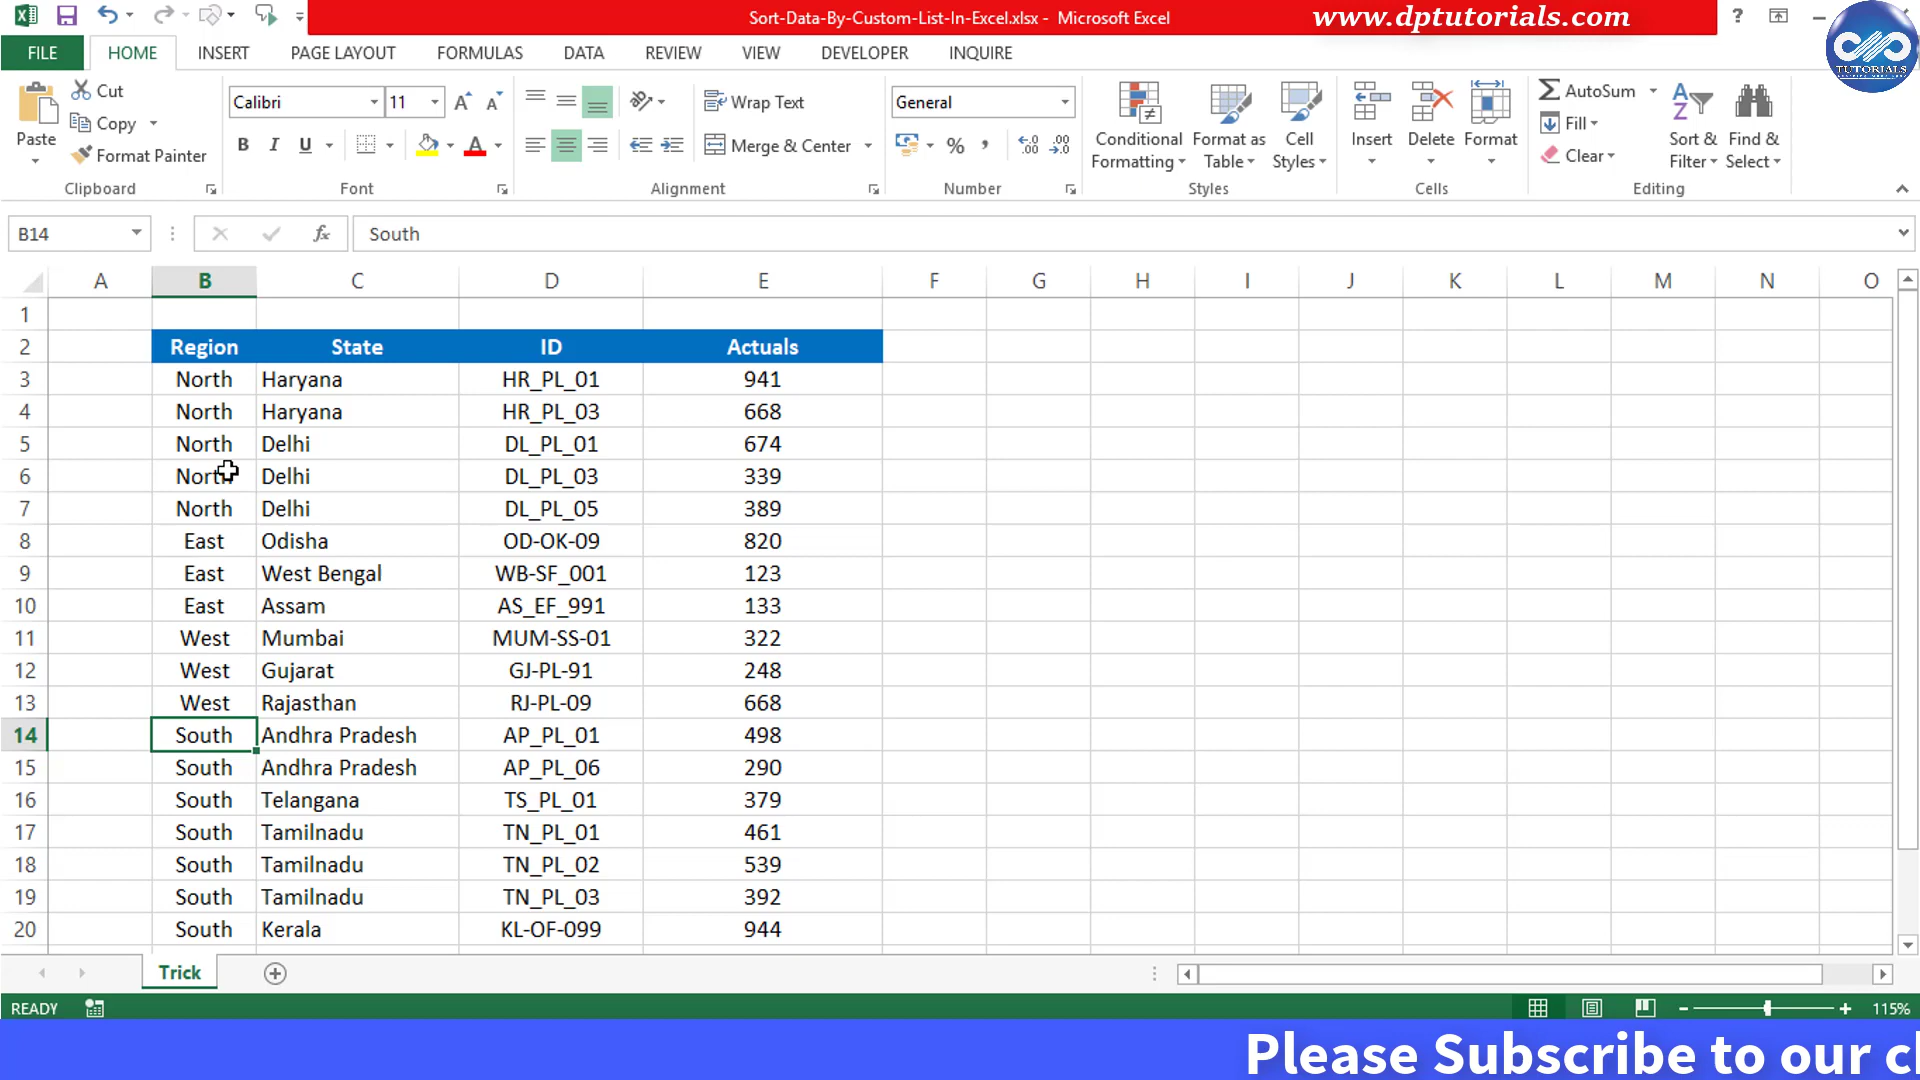 Sort-Data-By-Custom-List-In-Excel.xlsx - Microsoft Excel
www.dptutorials.com
?
TUTORIALS
FILE HOME INSERT PAGE LAYOUT FORMULAS DATA REVIEW VIEW DEVELOPER INQUIRE
Paste
Cut
Copy
Format Painter
Clipboard
Calibri 11
B I U
Font
Wrap Text
Merge & Center
Alignment
General
%
Number
Conditional Formatting
Format as Table
Cell Styles
Styles
Insert
Delete
Format
Cells
AutoSum
Fill
Clear
Sort & Filter
Find & Select
Editing
B14 fx South
A B C D E F G H I J K L M N O
1
2 Region State ID Actuals
3 North Haryana HR_PL_01 941
4 North Haryana HR_PL_03 668
5 North Delhi DL_PL_01 674
6 North Delhi DL_PL_03 339
7 North Delhi DL_PL_05 389
8 East Odisha OD-OK-09 820
9 East West Bengal WB-SF_001 123
10 East Assam AS_EF_991 133
11 West Mumbai MUM-SS-01 322
12 West Gujarat GJ-PL-91 248
13 West Rajasthan RJ-PL-09 668
14 South Andhra Pradesh AP_PL_01 498
15 South Andhra Pradesh AP_PL_06 290
16 South Telangana TS_PL_01 379
17 South Tamilnadu TN_PL_01 461
18 South Tamilnadu TN_PL_02 539
19 South Tamilnadu TN_PL_03 392
20 South Kerala KL-OF-099 944
Trick
READY
115%
Please Subscribe to our c